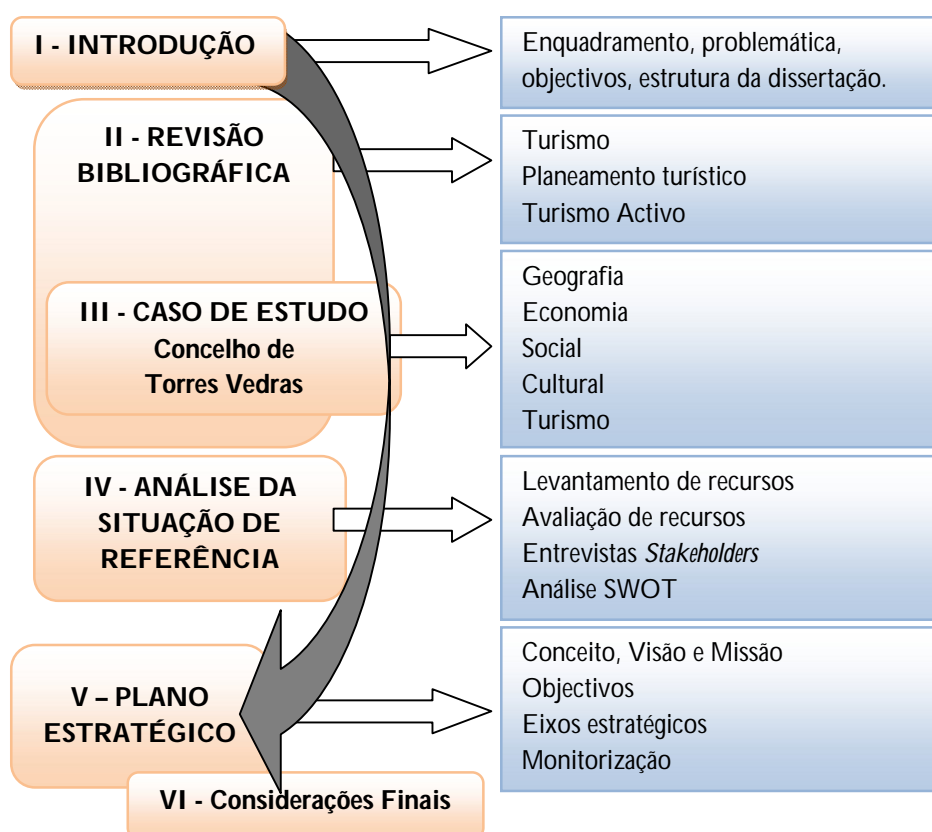 I - INTRODUÇÃO
Enquadramento, problemática,
objectivos, estrutura da dissertação.
II - REVISÃO
BIBLIOGRÁFICA
Turismo
Planeamento turístico
Turismo Activo
III - CASO DE ESTUDO
Concelho de
Torres Vedras
Geografia
Economia
Social
Cultural
Turismo
IV - ANÁLISE DA
SITUAÇÃO DE
REFERÊNCIA
Levantamento de recursos
Avaliação de recursos
Entrevistas Stakeholders
Análise SWOT
V – PLANO
ESTRATÉGICO
Conceito, Visão e Missão
Objectivos
Eixos estratégicos
Monitorização
VI - Considerações Finais